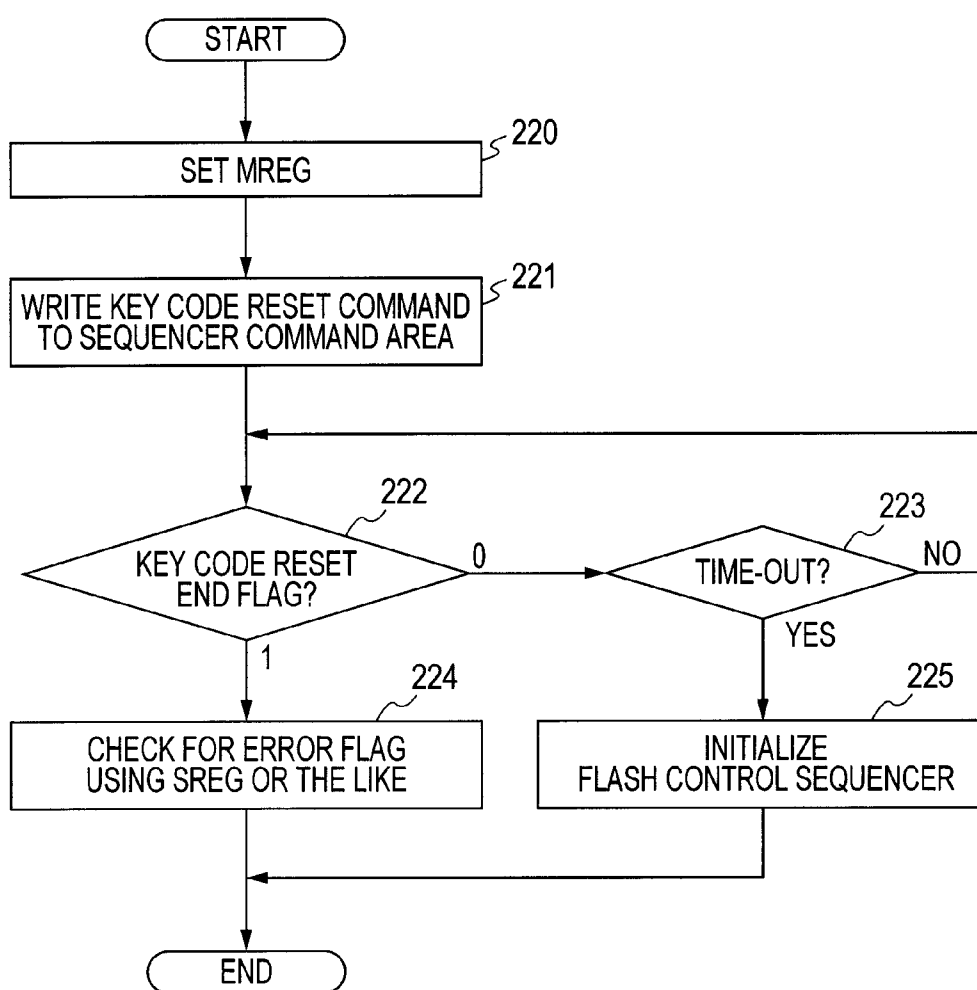 START
220
SET MREG
221
WRITE KEY CODE RESET COMMAND
TO SEQUENCER COMMAND AREA
222
KEY CODE RESET
END FLAG?
0
223
TIME-OUT?
NO
YES
1
224
CHECK FOR ERROR FLAG
USING SREG OR THE LIKE
225
INITIALIZE
FLASH CONTROL SEQUENCER
END